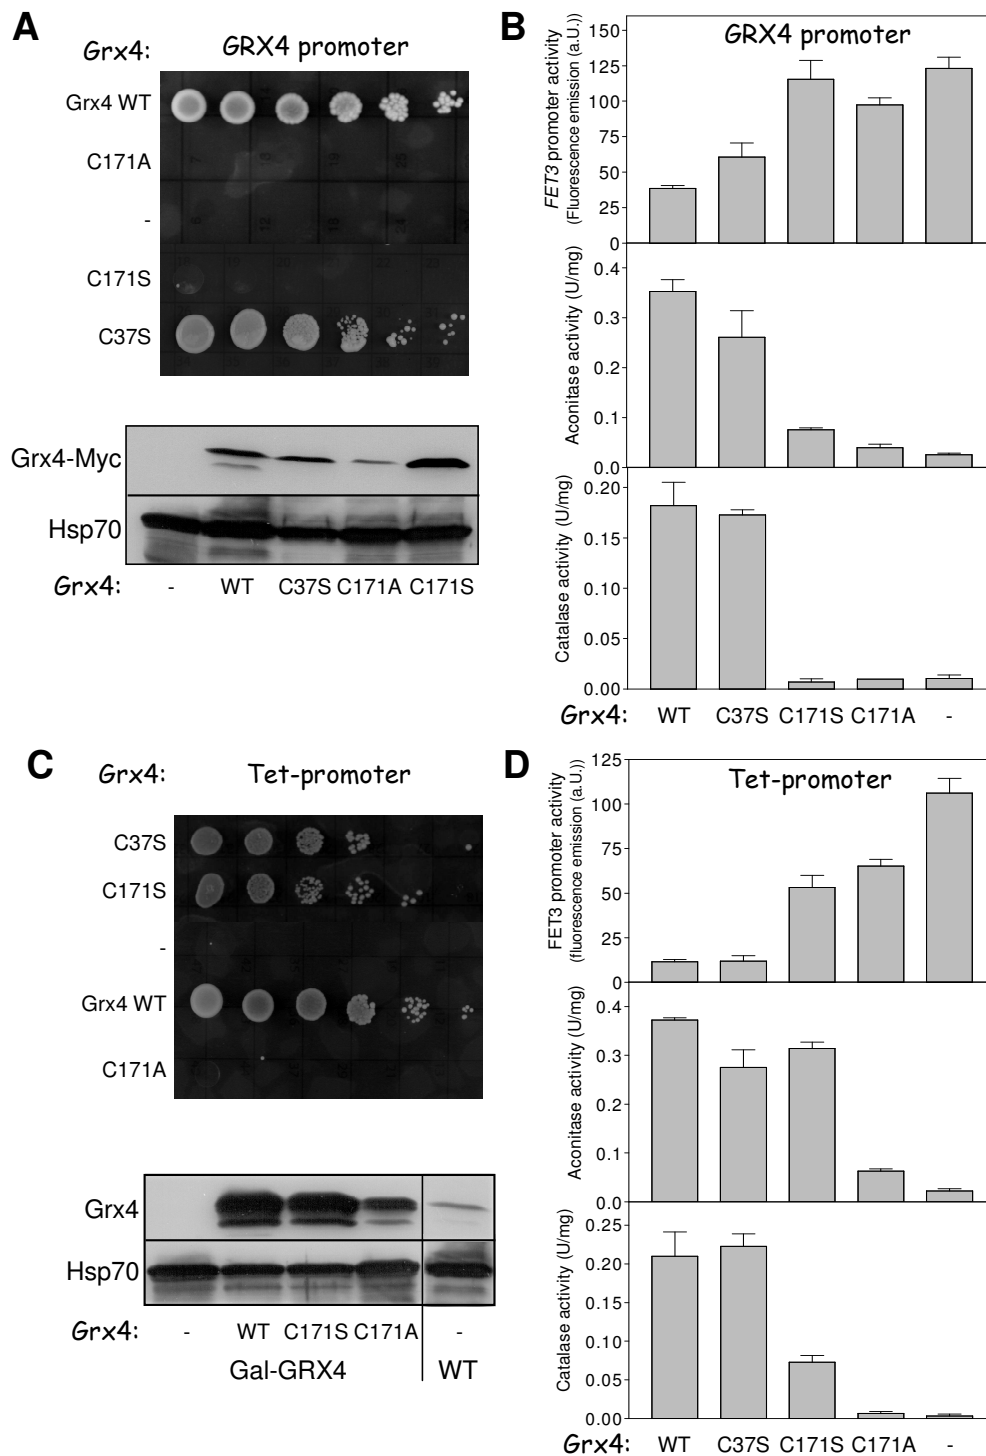 A
Grx4:
GRX4 promoter
Grx4 WT
C171A
-
C171S
C37S
Grx4-Myc
Hsp70
Grx4:
- WT C37S C171A C171S
B
GRX4 promoter
FET3 promoter activity
(Fluorescence emission (a.U.))
150
125
100
75
50
25
0
Aconitase activity (U/mg)
0.4
0.3
0.2
0.1
0.0
Catalase activity (U/mg)
0.20
0.15
0.10
0.05
0.00
Grx4: WT C37S C171S C171A -
C
Grx4:
Tet-promoter
C37S
C171S
-
Grx4 WT
C171A
Grx4
Hsp70
Grx4: - WT C171S C171A -
Gal-GRX4 WT
D
Tet-promoter
FET3 promoter activity
(fluorescence emission (a.U.))
125
100
75
50
25
0
Aconitase activity (U/mg)
0.4
0.3
0.2
0.1
0.0
Catalase activity (U/mg)
0.25
0.20
0.15
0.10
0.05
0.00
Grx4: WT C37S C171S C171A -